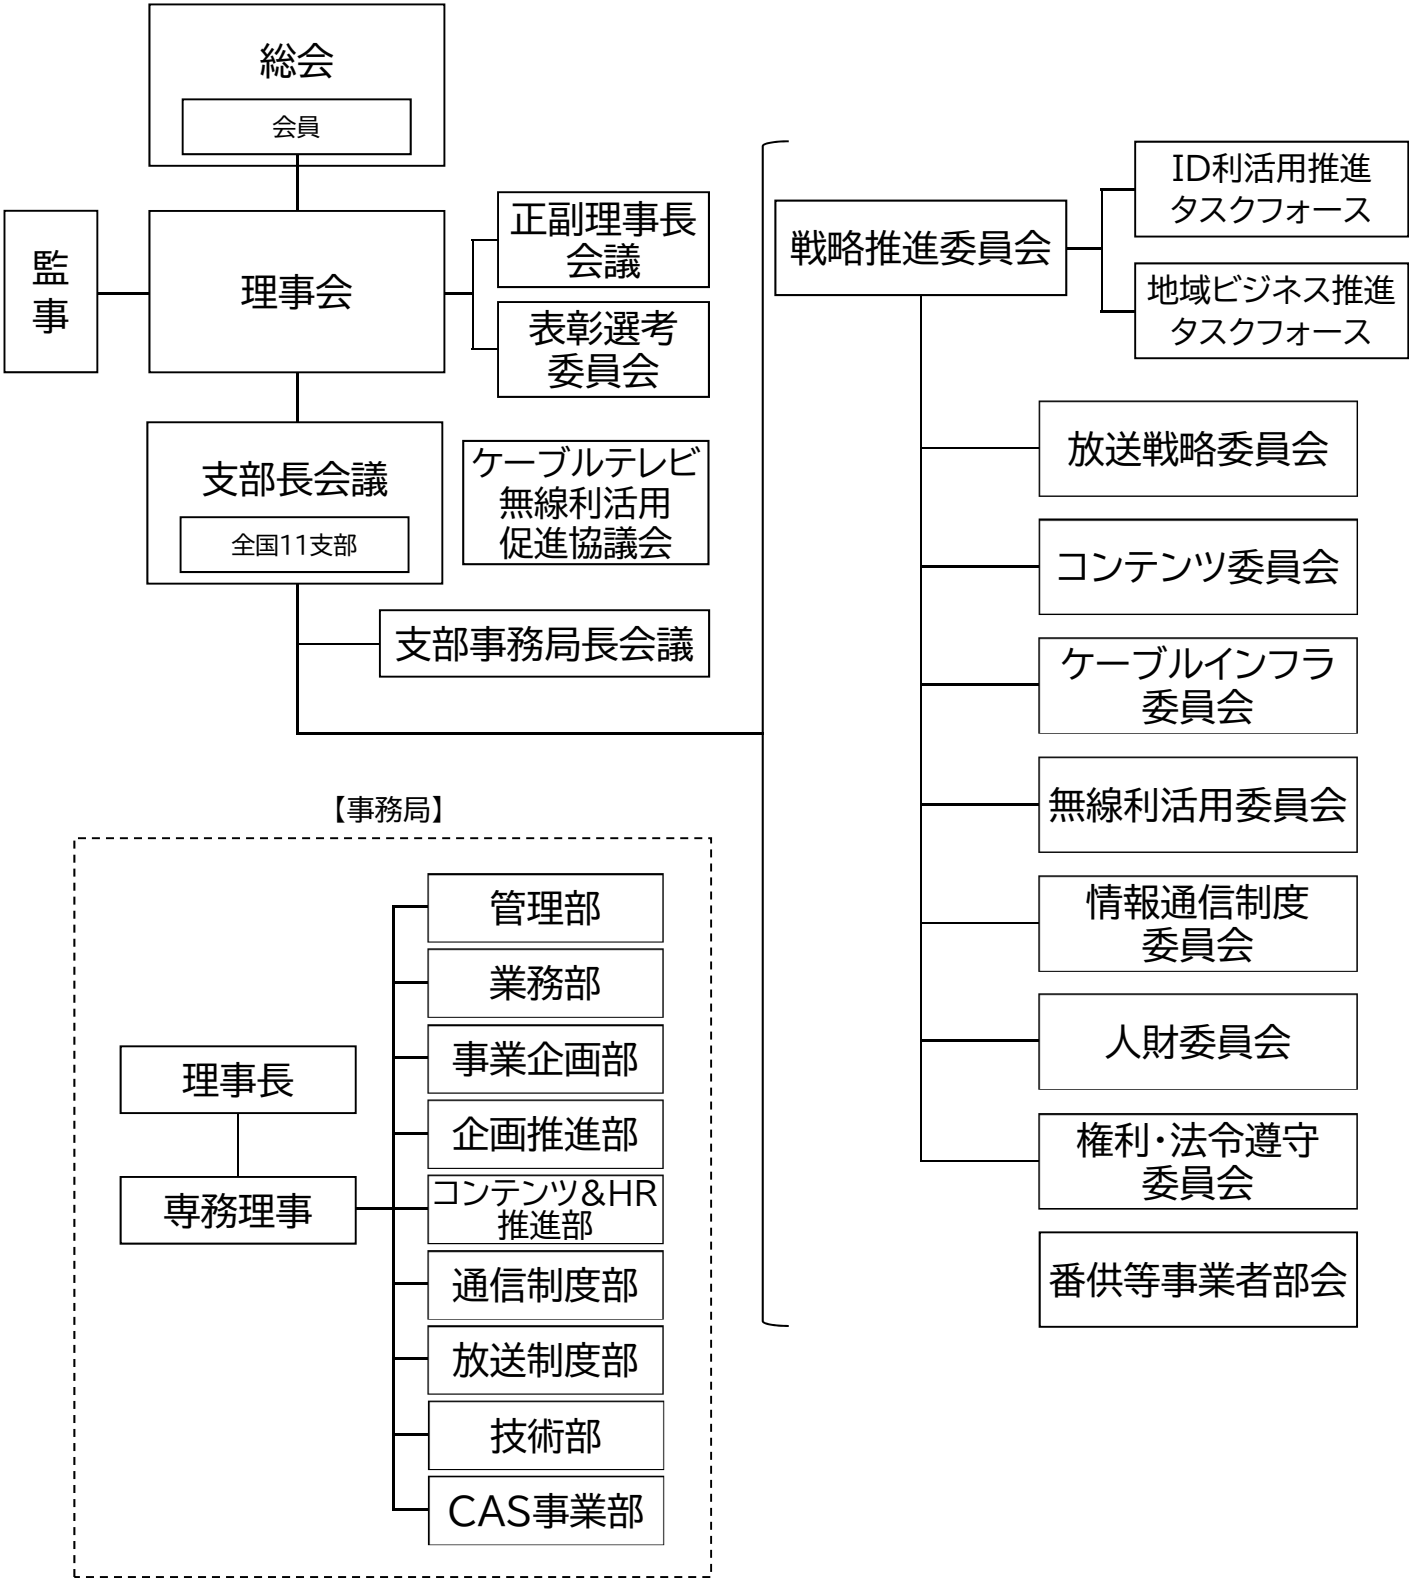 総会
会員
監
事
理事会
正副理事長
会議
表彰選考
委員会
支部長会議
全国11支部
ケーブルテレビ
無線利活用
促進協議会
支部事務局長会議
戦略推進委員会
ID利活用推進
タスクフォース
地域ビジネス推進
タスクフォース
放送戦略委員会
コンテンツ委員会
ケーブルインフラ
委員会
無線利活用委員会
情報通信制度
委員会
人財委員会
権利・法令遵守
委員会
番供等事業者部会
【事務局】
理事長
専務理事
管理部
業務部
事業企画部
企画推進部
コンテンツ&HR
推進部
通信制度部
放送制度部
技術部
CAS事業部